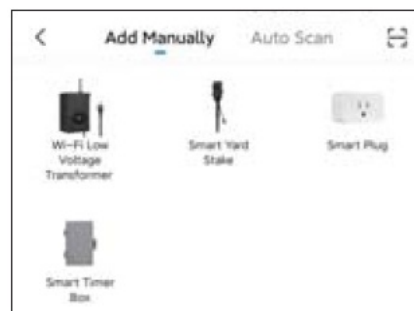 Add Manually Auto Scan
Wi-Fi Low
Voltage
Transformer
Smart Yard
Stake
Smart Plug
Smart Timer
Box